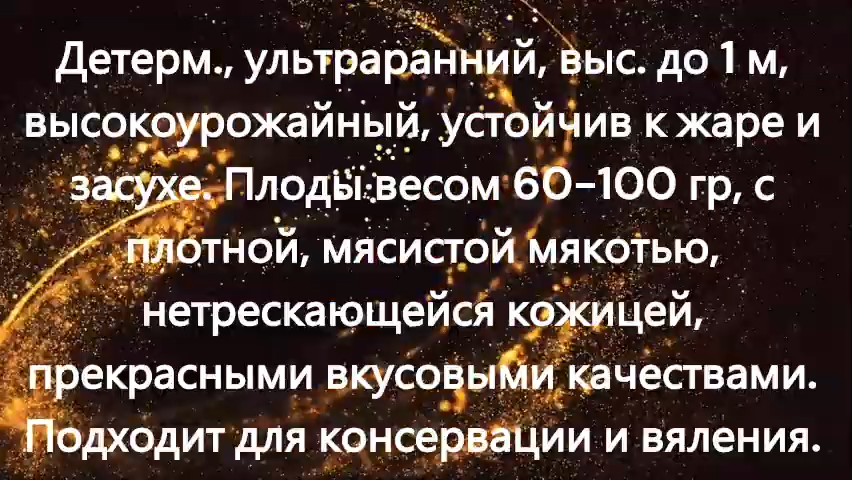 Детерм., ультраранний, выс. до 1 м,
высокоурожайный, устойчив к жаре и
засухе. Плоды весом 60-100 гр, с
плотной, мясистой мякотью,
нетрескающейся кожицей,
прекрасными вкусовыми качествами.
Подходит для консервации и вяления.